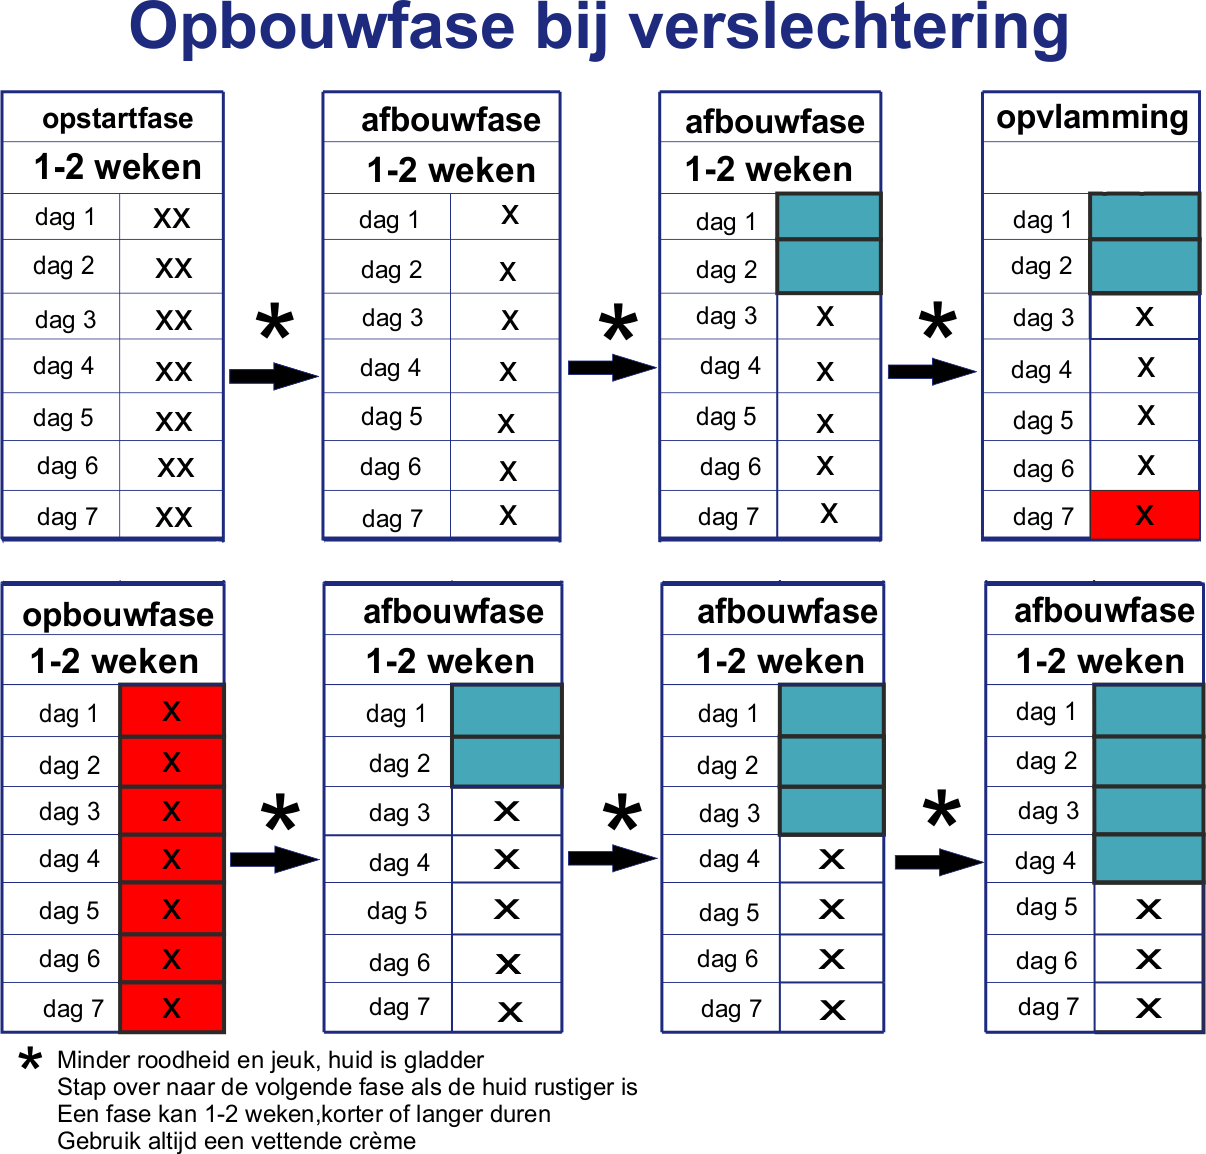 Opbouwfase bij verslechtering
opstartfase
1-2 weken
dag 1 xx
dag 2 xx
dag 3 xx
dag 4 xx
dag 5 xx
dag 6 xx
dag 7 xx
*
afbouwfase
1-2 weken
dag 1 x
dag 2 x
dag 3 x
dag 4 x
dag 5 x
dag 6 x
dag 7 x
*
afbouwfase
1-2 weken
dag 1
dag 2
dag 3 x
dag 4 x
dag 5 x
dag 6 x
dag 7 x
*
opvlamming
dag 1
dag 2
dag 3 x
dag 4 x
dag 5 x
dag 6 x
dag 7 x
opbouwfase
1-2 weken
dag 1 x
dag 2 x
dag 3 x
dag 4 x
dag 5 x
dag 6 x
dag 7 x
*
afbouwfase
1-2 weken
dag 1
dag 2
dag 3 x
dag 4 x
dag 5 x
dag 6 x
dag 7 x
*
afbouwfase
1-2 weken
dag 1
dag 2
dag 3
dag 4 x
dag 5 x
dag 6 x
dag 7 x
*
afbouwfase
1-2 weken
dag 1
dag 2
dag 3
dag 4
dag 5 x
dag 6 x
dag 7 x
* Minder roodheid en jeuk, huid is gladder
Stap over naar de volgende fase als de huid rustiger is
Een fase kan 1-2 weken,korter of langer duren
Gebruik altijd een vettende crème